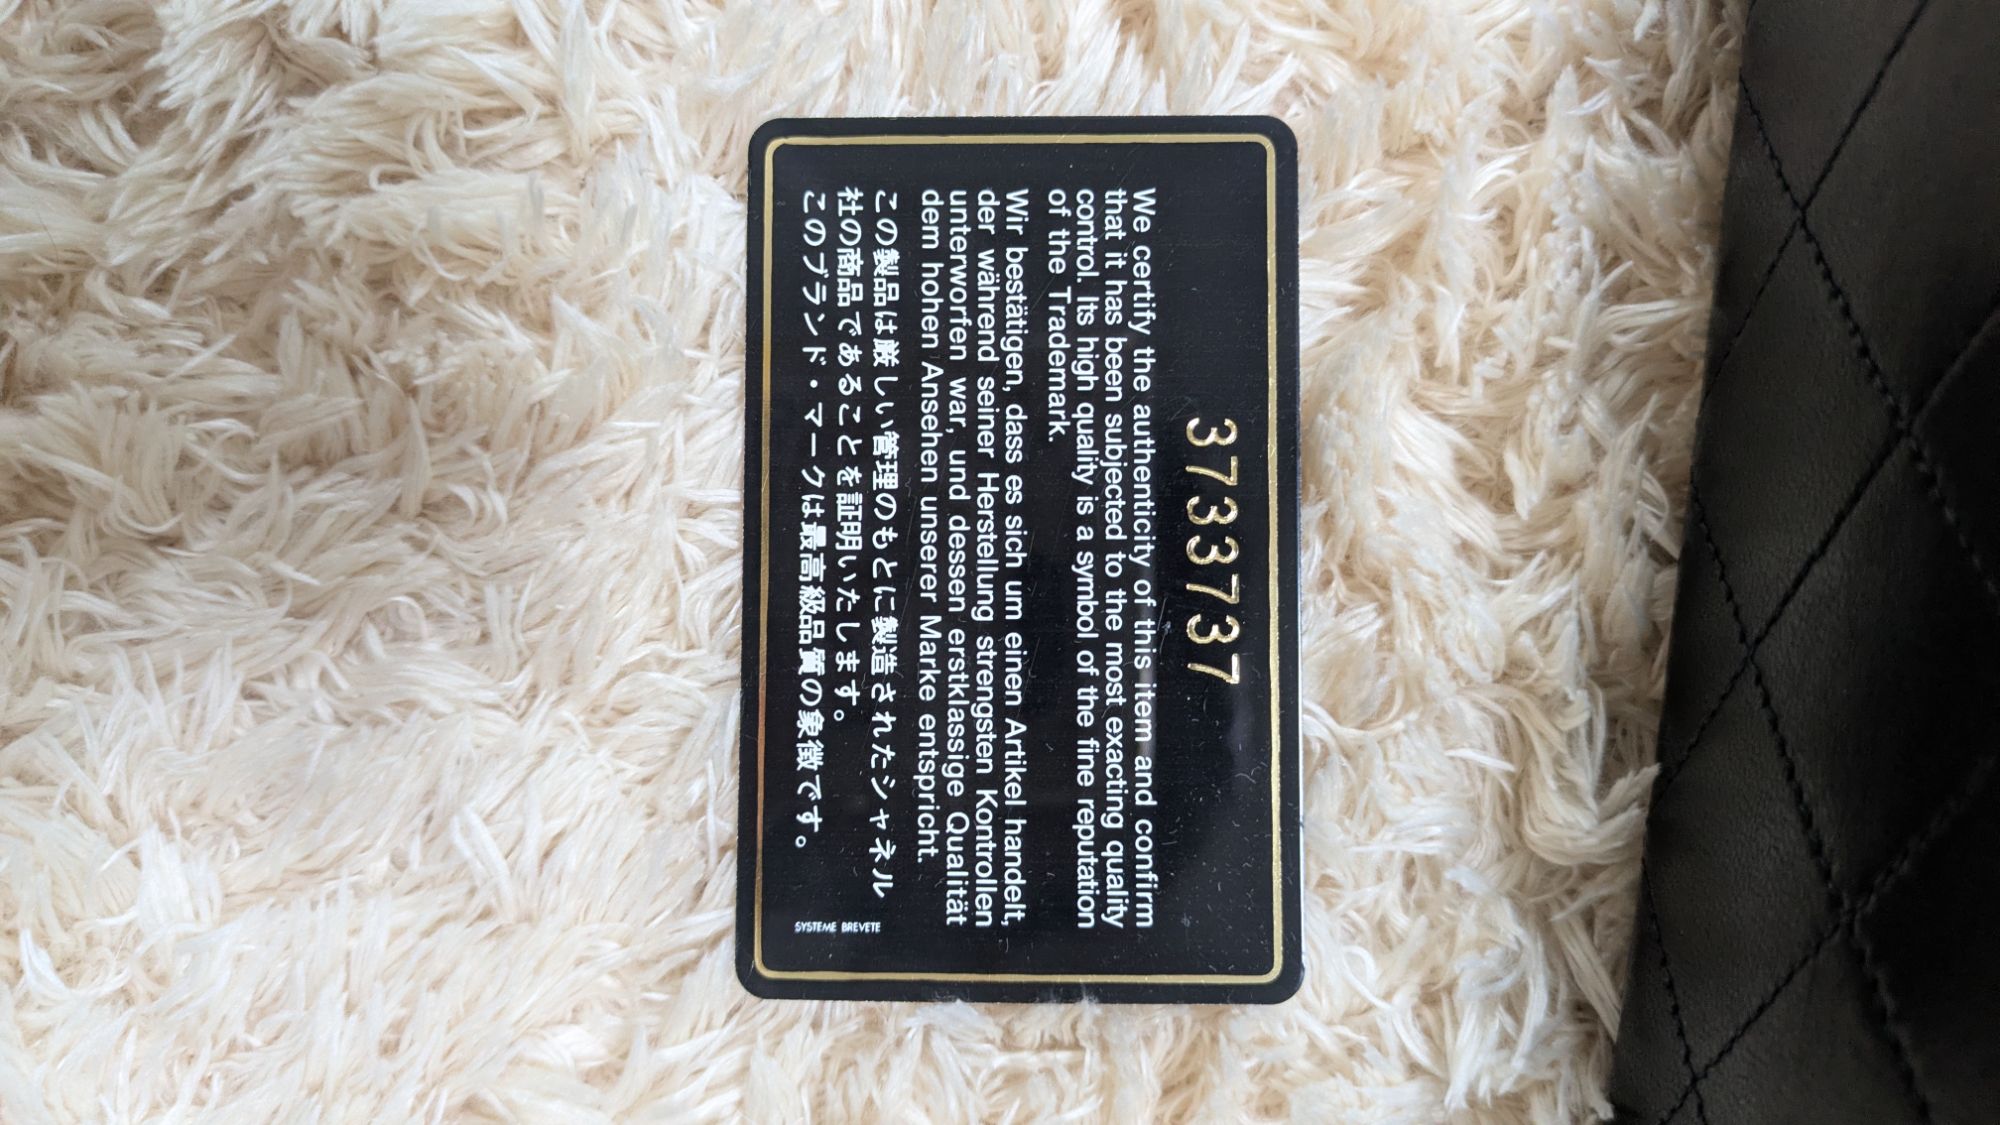 3733737
We certify the authenticity of this item and confirm
that it has been subjected to the most exacting quality
control. Its high quality is a symbol of the fine reputation
of the Trademark.
Wir bestätigen, dass es sich um einen Artikel handelt,
der während seiner Herstellung strengsten Kontrollen
unterworfen war, und dessen erstklassige Qualität
dem hohen Ansehen unserer Marke entspricht.
この製品は厳しい管理のもとに製造されたシャネル
社の商品であることを証明いたします。
このブランド・マークは最高級品質の象徴です。
SYSTEME BREVETE